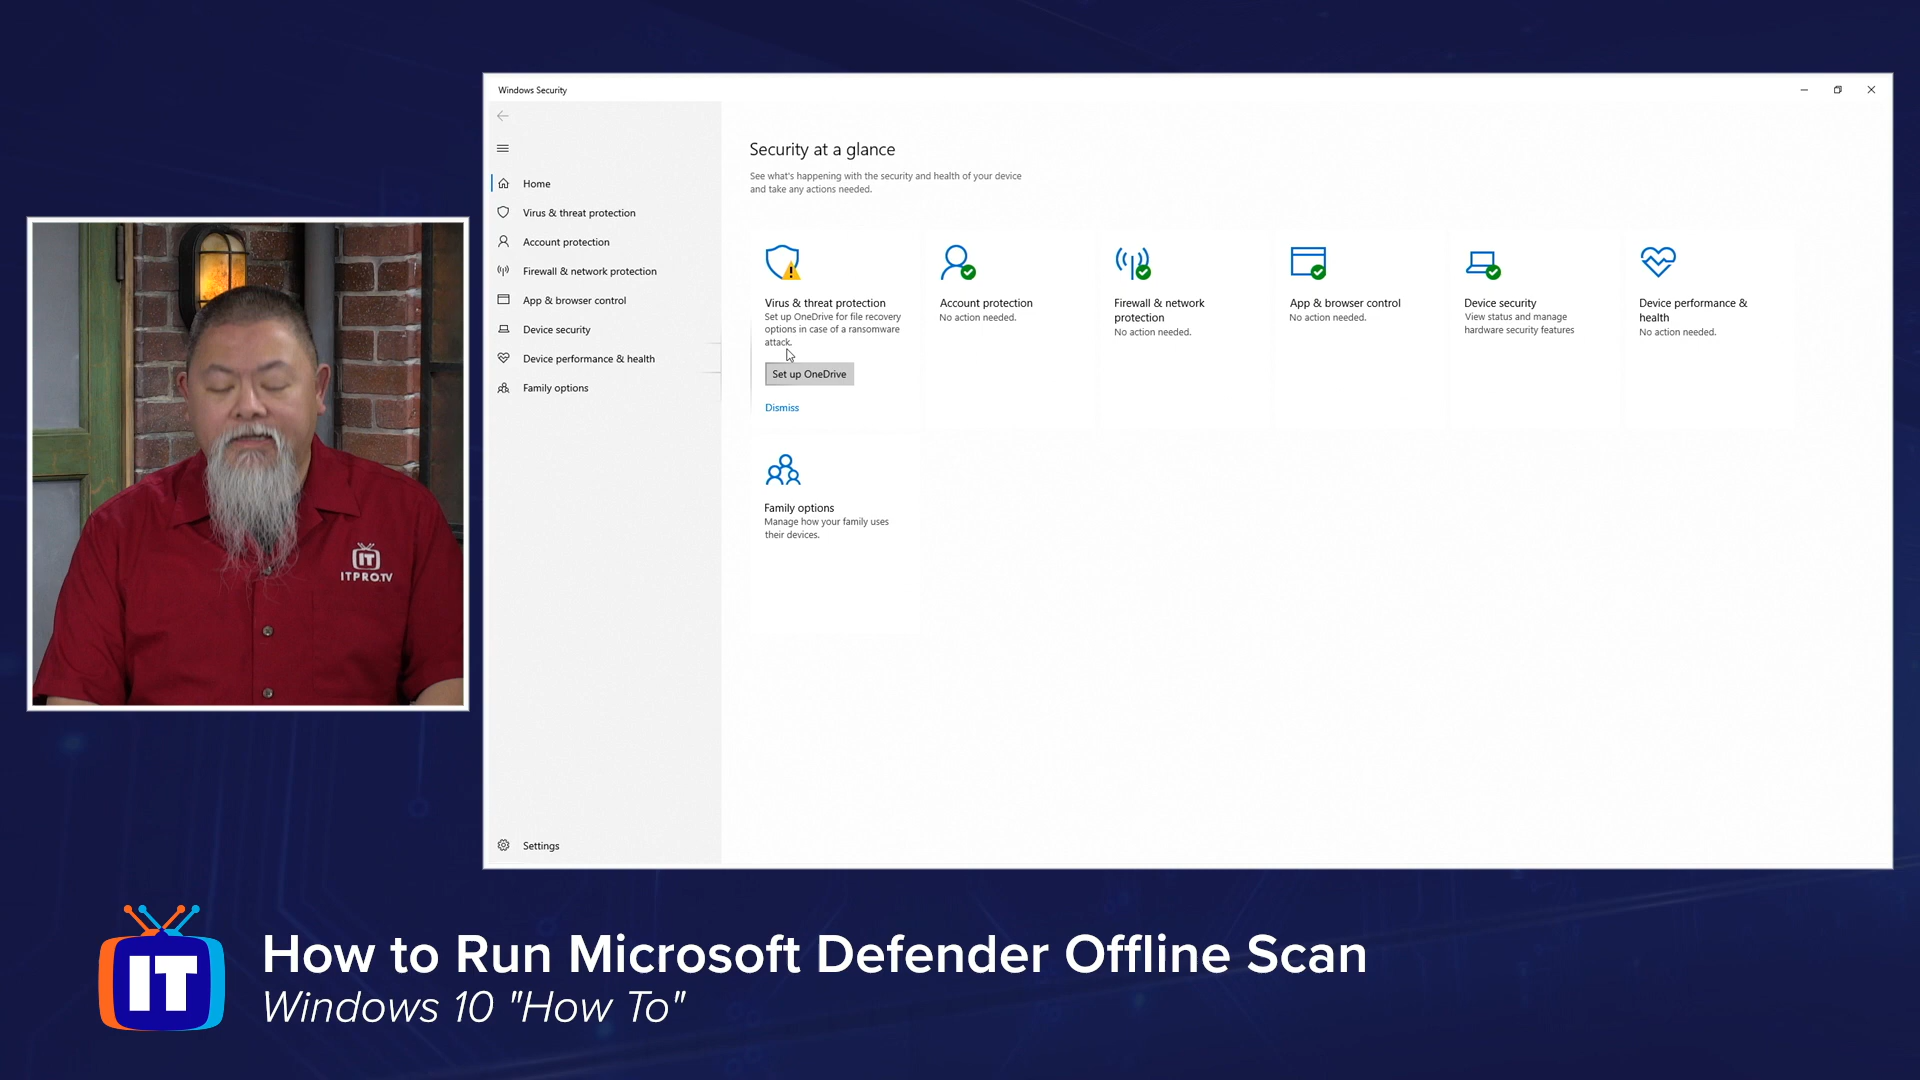 Windows Security
Home
Virus & threat protection
Account protection
Firewall & network protection
App & browser control
Device security
Device performance & health
Family options
Settings
Security at a glance
See what's happening with the security and health of your device
and take any actions needed.
Virus & threat protection
Set up OneDrive for file recovery
options in case of a ransomware
attack.
Set up OneDrive
Dismiss
Account protection
No action needed.
Firewall & network
protection
No action needed.
App & browser control
No action needed.
Device security
View status and manage
hardware security features
Device performance &
health
No action needed.
Family options
Manage how your family uses
their devices.
IT
ITPRO.TV
IT
How to Run Microsoft Defender Offline Scan
Windows 10 "How To"